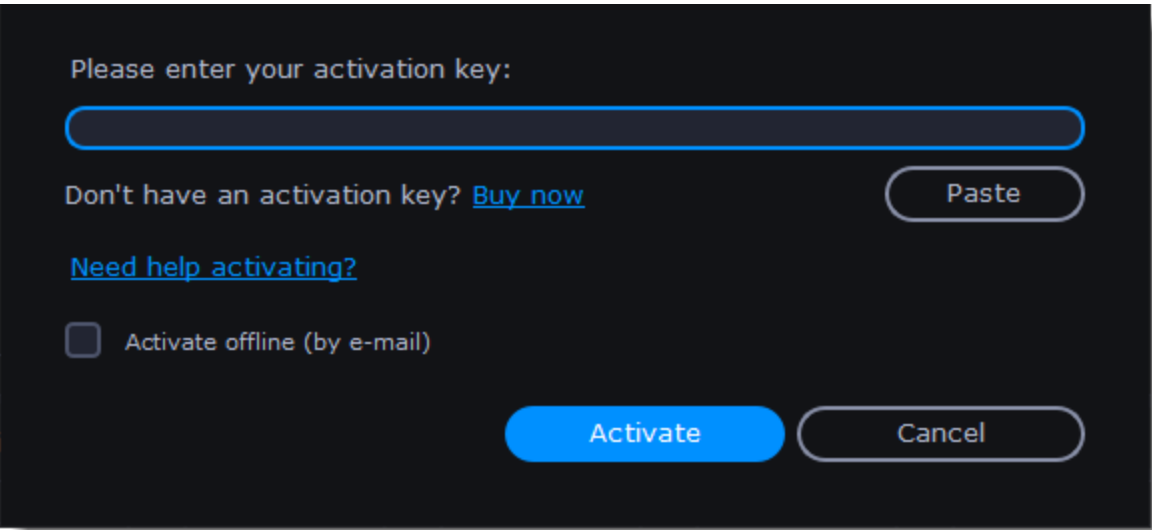 Please enter your activation key:
Don't have an activation key? Buy now
Paste
Need help activating?
Activate offline (by e-mail)
Activate
Cancel